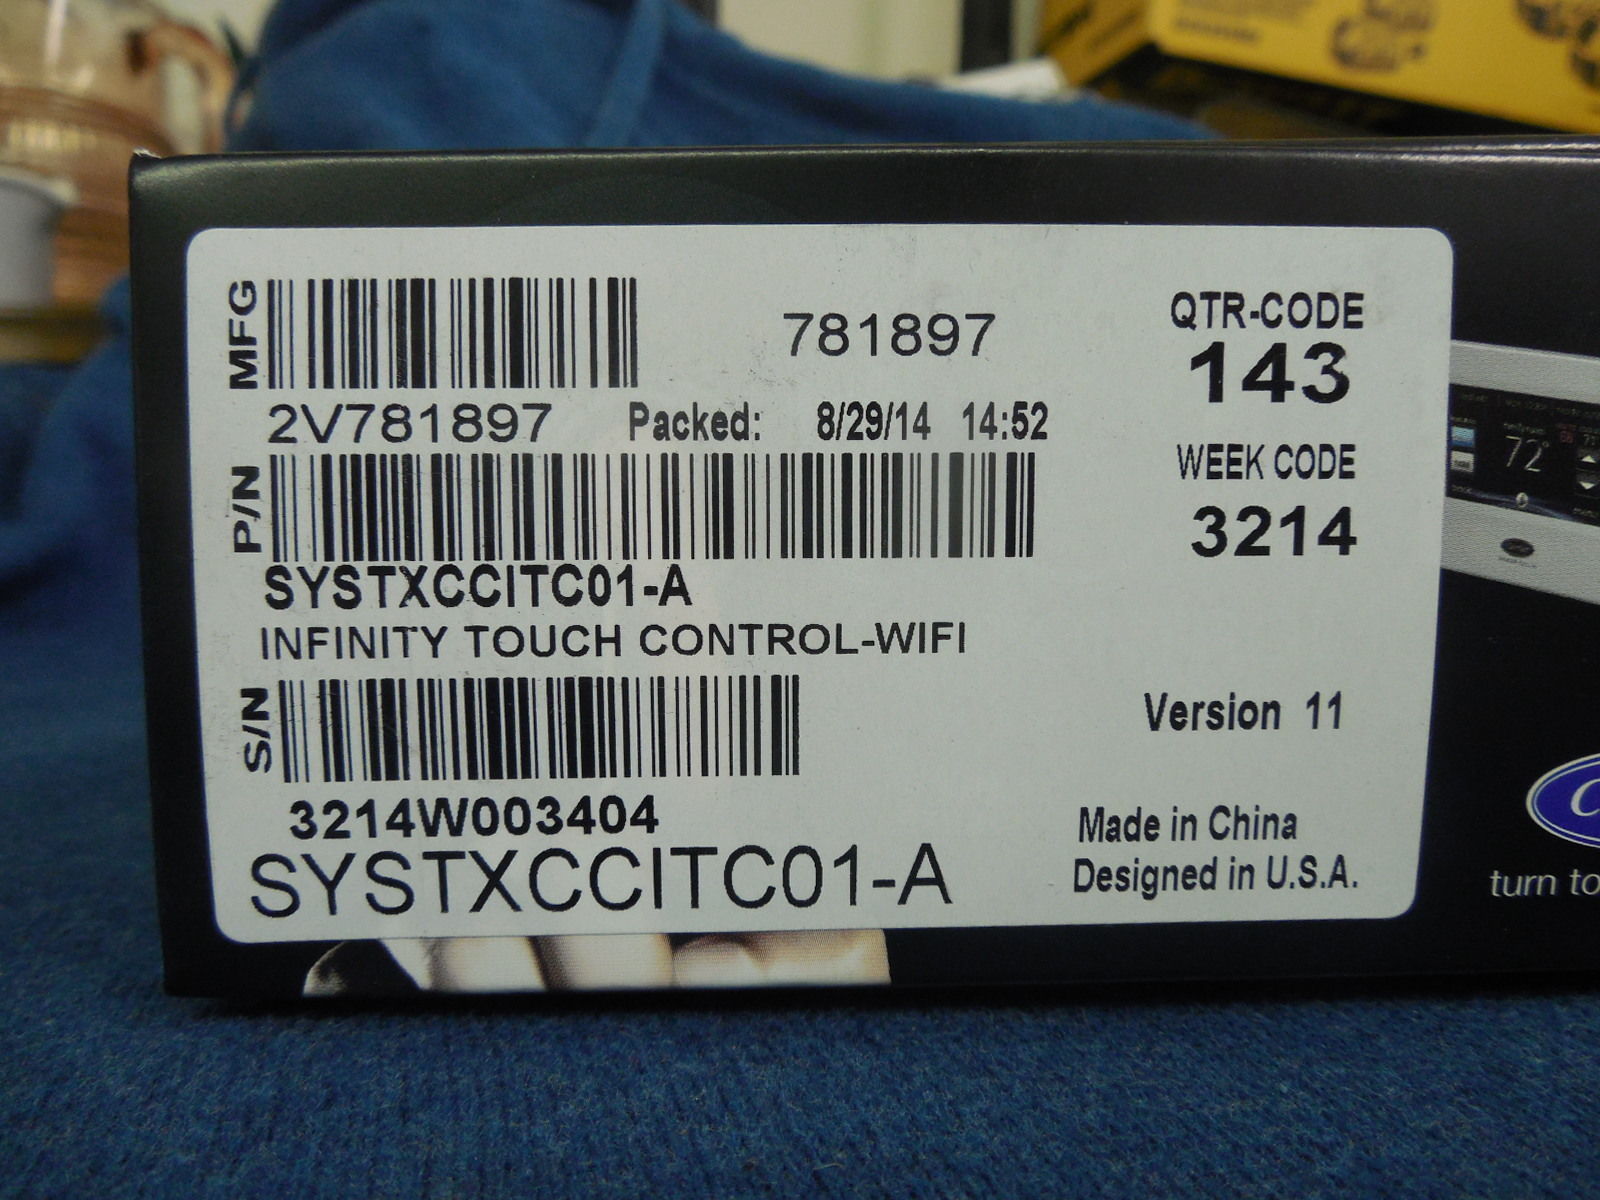 MFG
781897
QTR-CODE
143
2V781897
Packed: 8/29/14 14:52
P/N
WEEK CODE
3214
SYSTXCCITC01-A
INFINITY TOUCH CONTROL-WIFI
S/N
Version 11
3214W003404
SYSTXCCITC01-A
Made in China
Designed in U.S.A.
72°
turn to